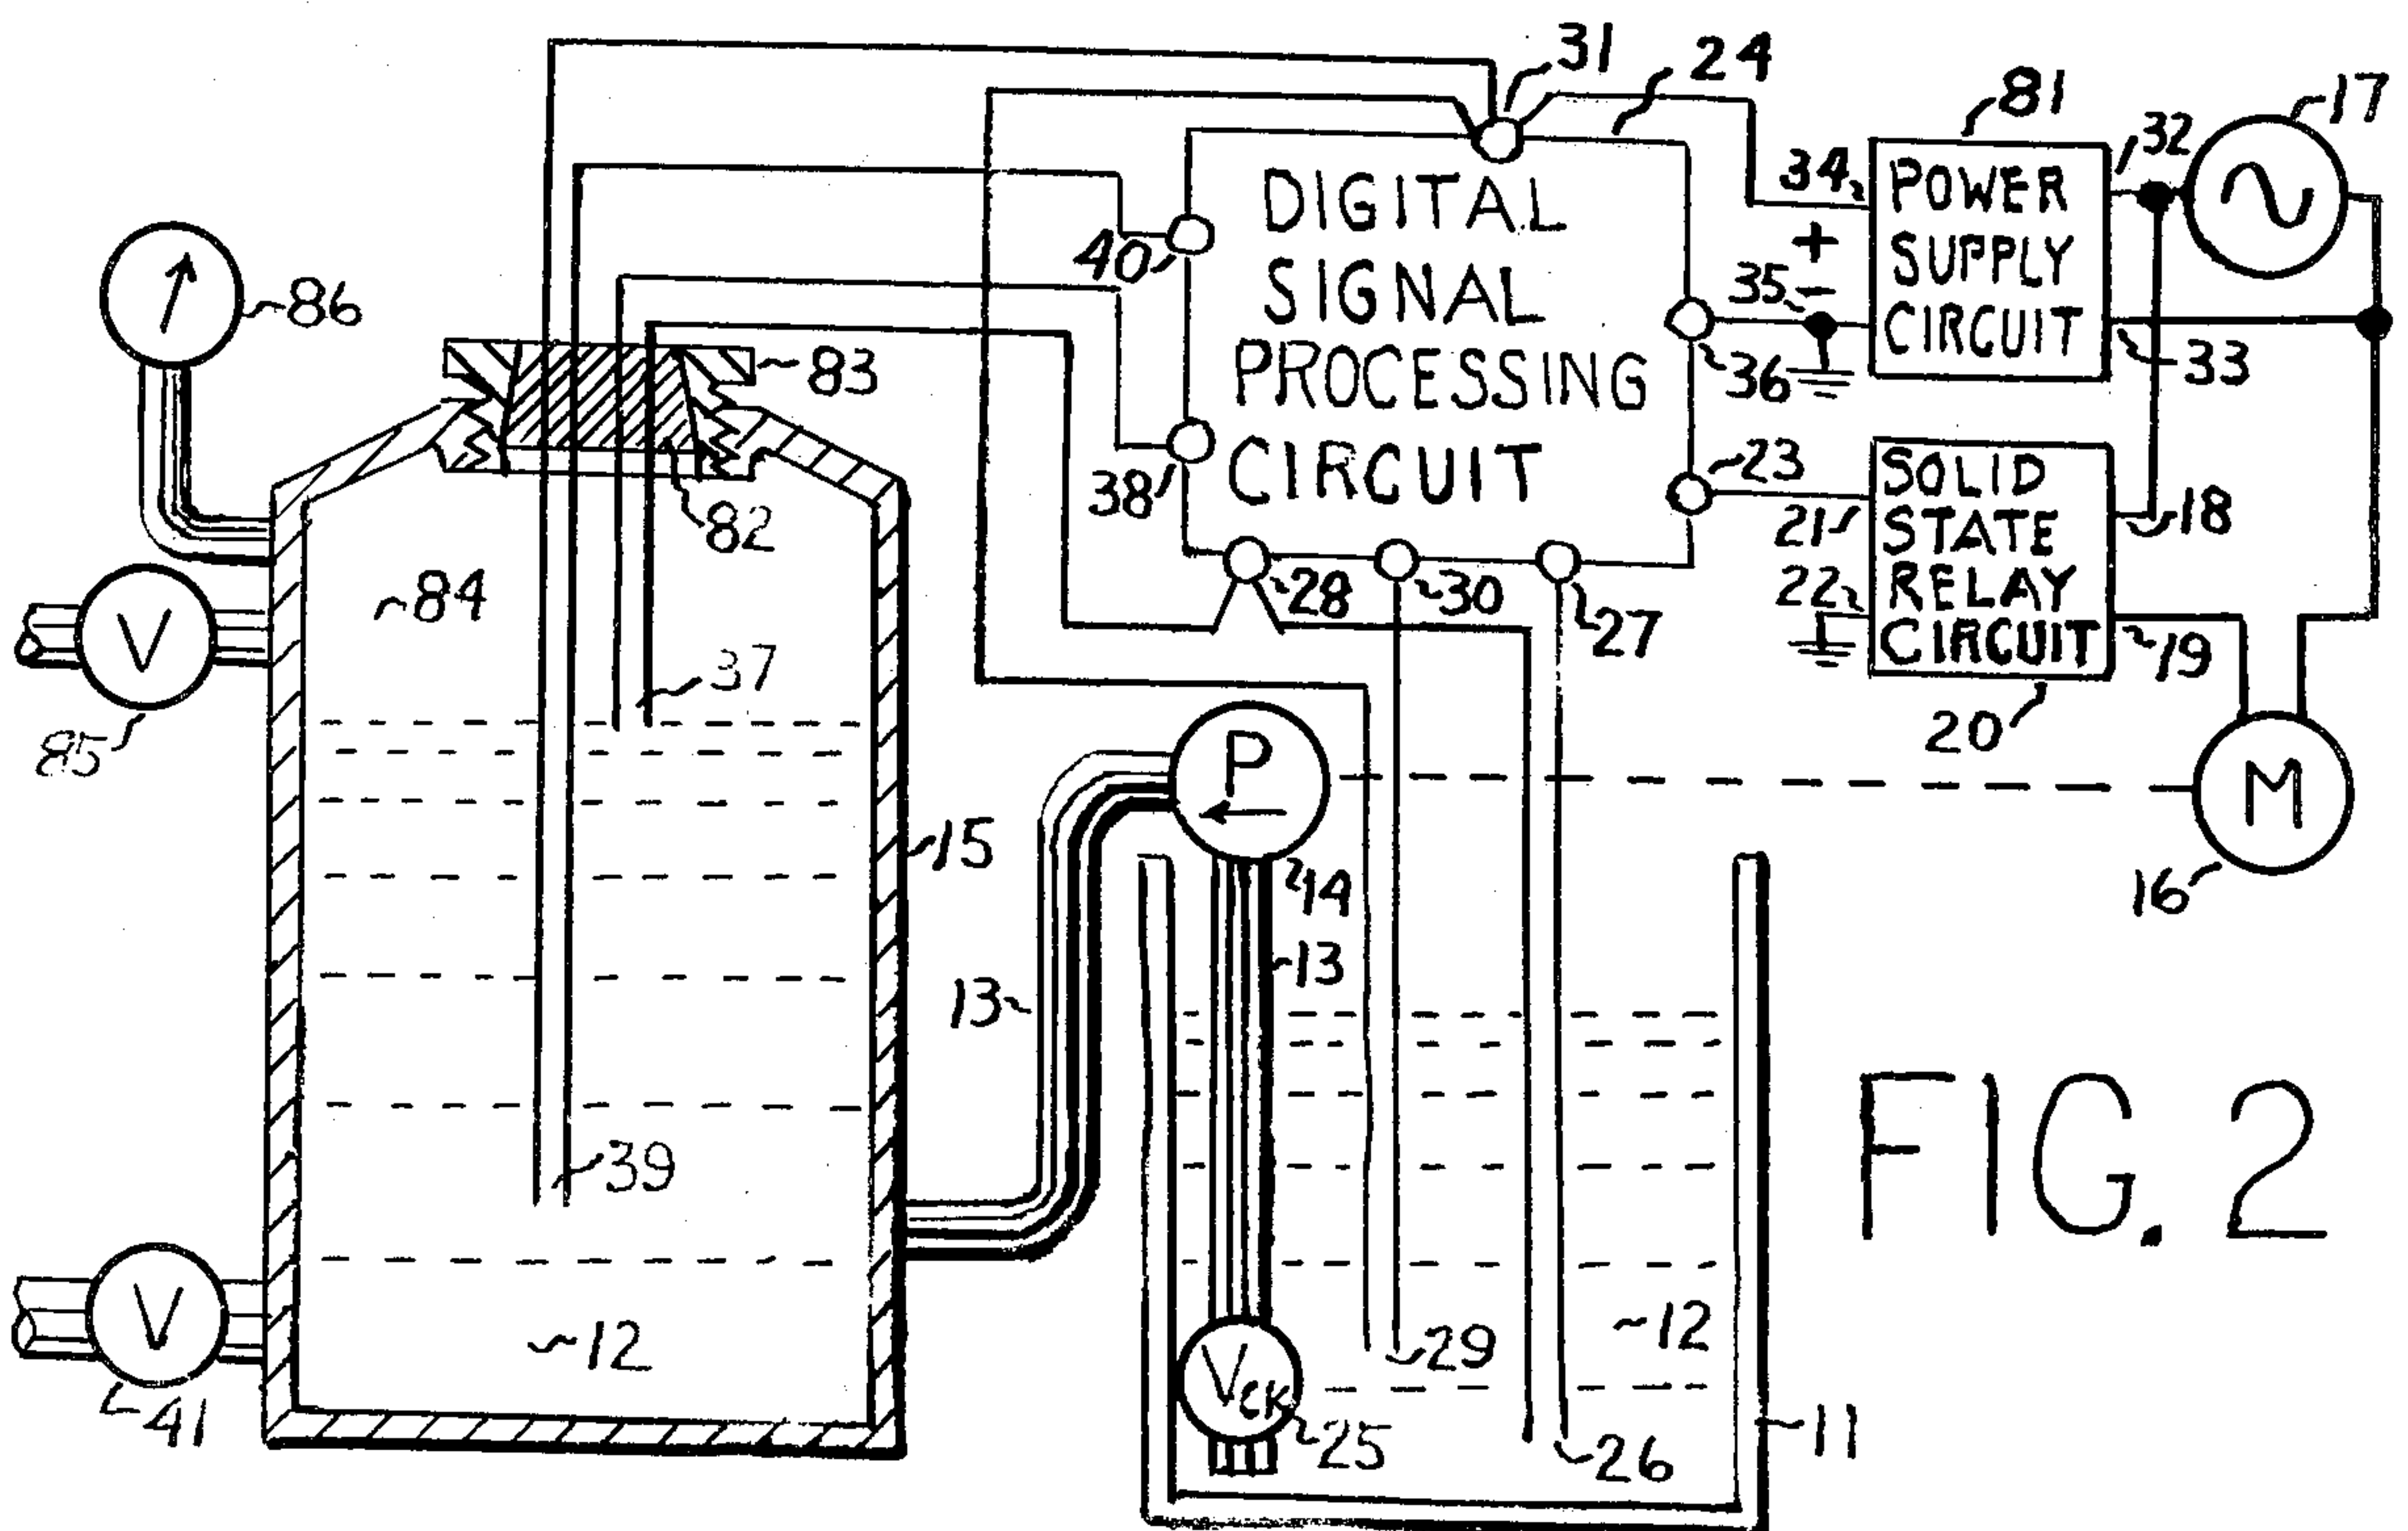 31
24
81
17
32
34
+
35
−
36
33
POWER
SUPPLY
CIRCUIT
DIGITAL
SIGNAL
PROCESSING
CIRCUIT
40
38
86
83
82
84
85
V
37
28
30
27
23
21
22
SOLID
STATE
RELAY
CIRCUIT
18
19
20
P
M
16
14
15
13
13
39
12
V
41
12
29
VCK
25
26
11
FIG. 2